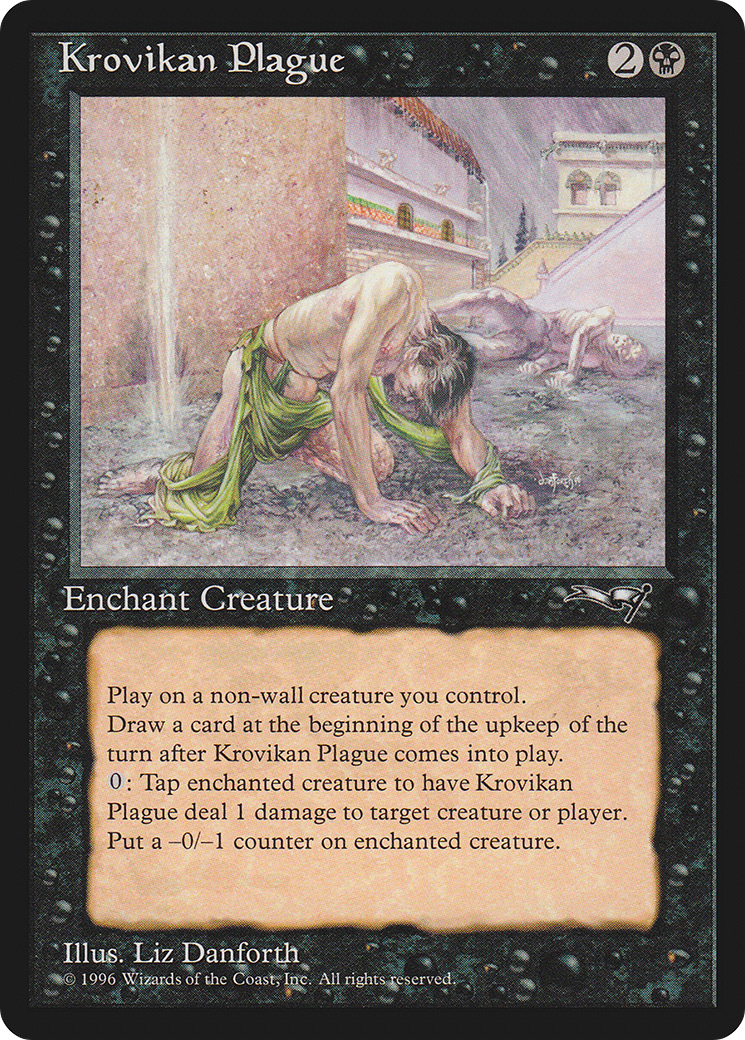 Krovikan Plague 2
Enchant Creature
Play on a non-wall creature you control.
Draw a card at the beginning of the upkeep of the
turn after Krovikan Plague comes into play.
0: Tap enchanted creature to have Krovikan
Plague deal 1 damage to target creature or player.
Put a –0/–1 counter on enchanted creature.
Illus. Liz Danforth
© 1996 Wizards of the Coast, Inc. All rights reserved.